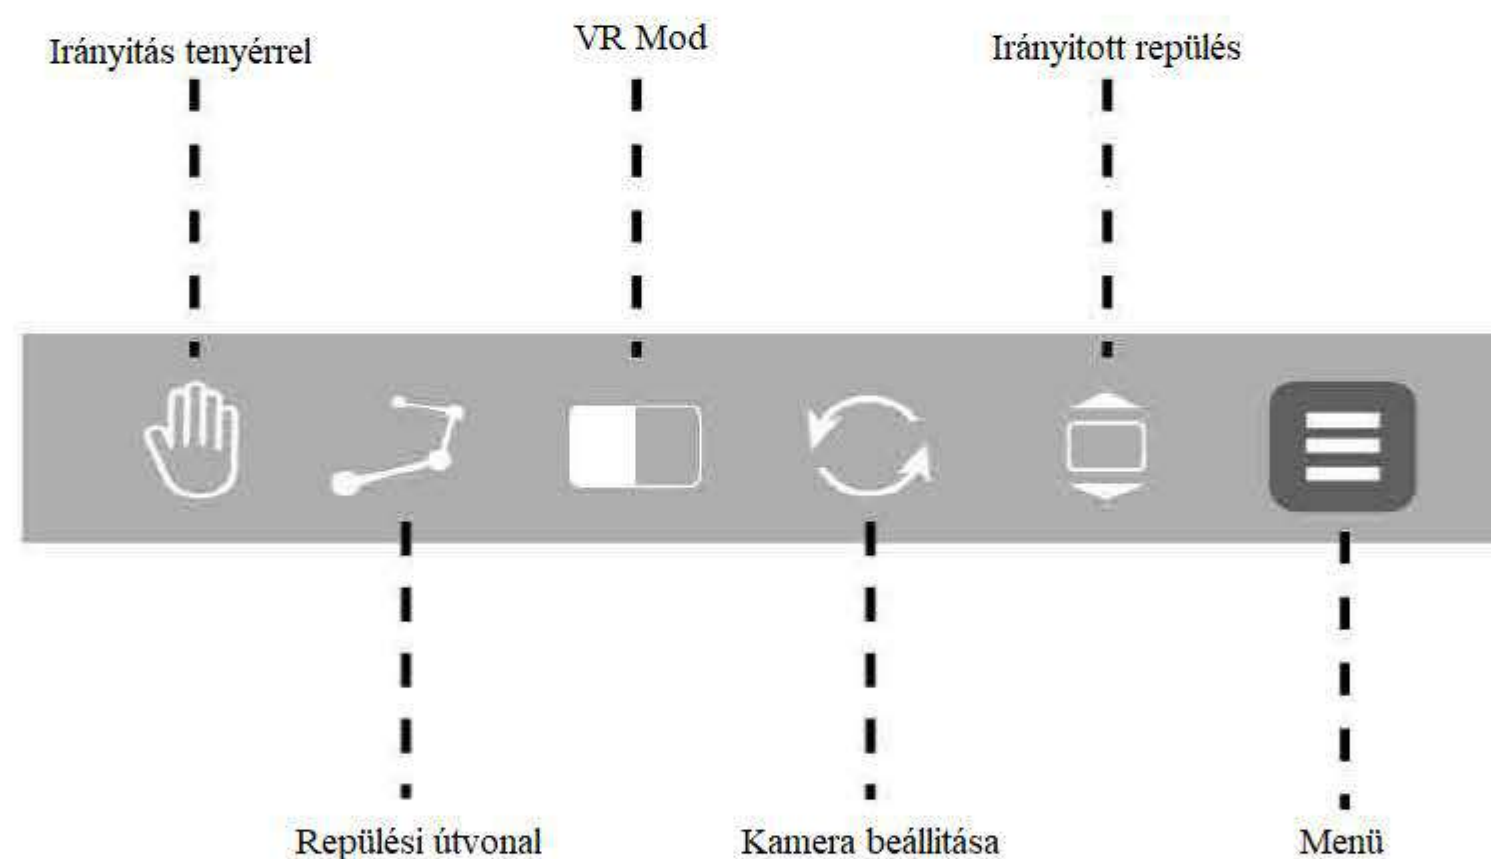 Irányitás tenyérrel
VR Mod
Irányitott repülés
Repülési útvonal
Kamera beállitása
Menü